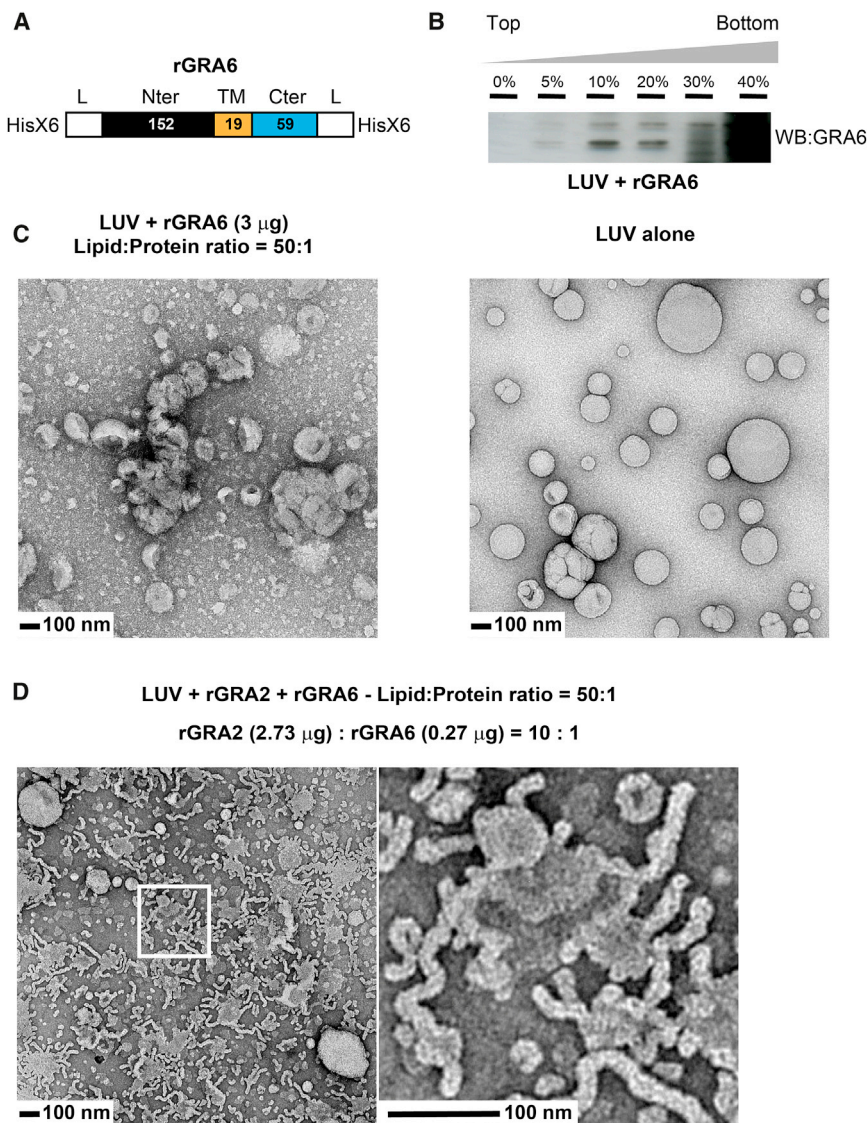 A
rGRA6
L Nter TM Cter L
HisX6 152 19 59 HisX6
B
Top Bottom
0% 5% 10% 20% 30% 40%
WB:GRA6
LUV + rGRA6
C
LUV + rGRA6 (3 µg)
Lipid:Protein ratio = 50:1
LUV alone
100 nm
100 nm
D
LUV + rGRA2 + rGRA6 - Lipid:Protein ratio = 50:1
rGRA2 (2.73 µg) : rGRA6 (0.27 µg) = 10 : 1
100 nm
100 nm